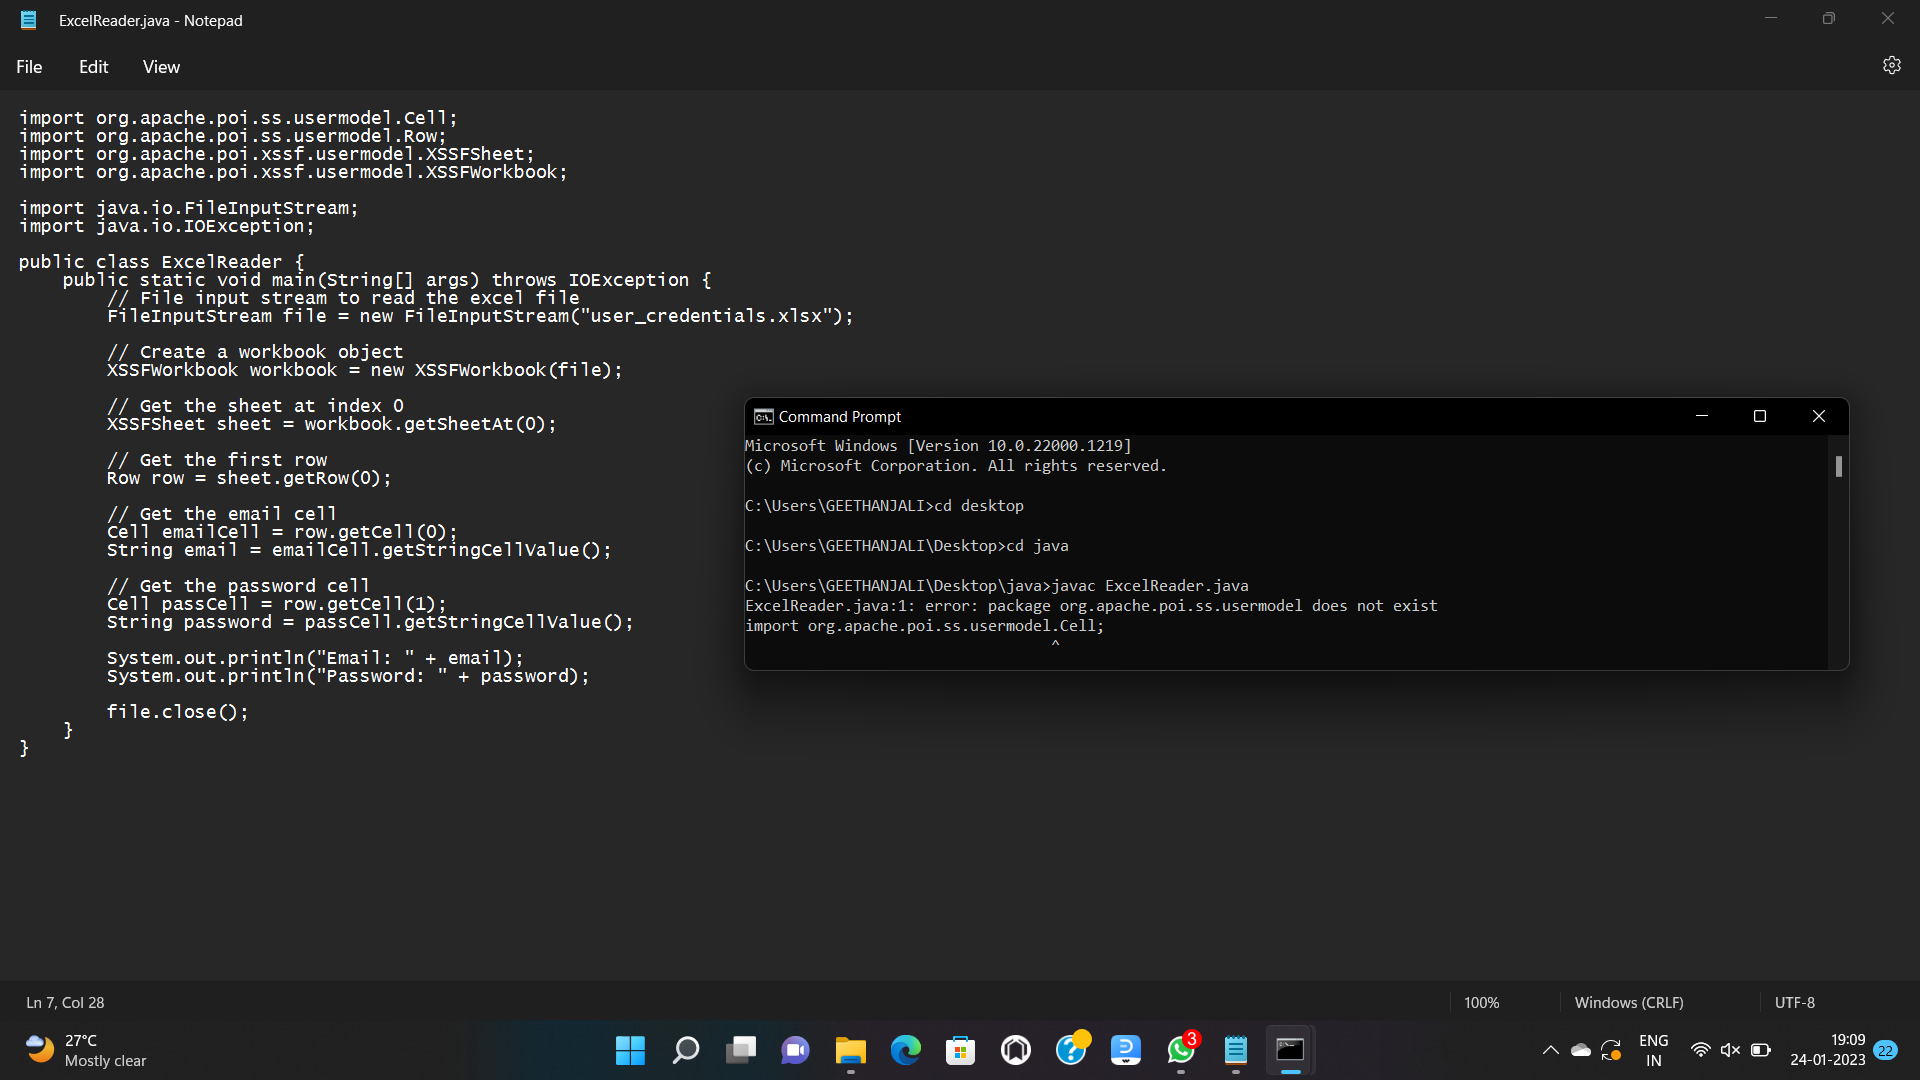 ExcelReader.java - Notepad
File Edit View
import org.apache.poi.ss.usermodel.Cell;
import org.apache.poi.ss.usermodel.Row;
import org.apache.poi.xssf.usermodel.XSSFSheet;
import org.apache.poi.xssf.usermodel.XSSFWorkbook;
import java.io.FileInputStream;
import java.io.IOException;
public class ExcelReader {
    public static void main(String[] args) throws IOException {
        // File input stream to read the excel file
        FileInputStream file = new FileInputStream("user_credentials.xlsx");
        // Create a workbook object
        XSSFWorkbook workbook = new XSSFWorkbook(file);
        // Get the sheet at index 0
        XSSFSheet sheet = workbook.getSheetAt(0);
        // Get the first row
        Row row = sheet.getRow(0);
        // Get the email cell
        Cell emailCell = row.getCell(0);
        String email = emailCell.getStringCellValue();
        // Get the password cell
        Cell passCell = row.getCell(1);
        String password = passCell.getStringCellValue();
        System.out.println("Email: " + email);
        System.out.println("Password: " + password);
        file.close();
    }
}
Command Prompt
Microsoft Windows [Version 10.0.22000.1219]
(c) Microsoft Corporation. All rights reserved.
C:\Users\GEETHANJALI>cd desktop
C:\Users\GEETHANJALI\Desktop>cd java
C:\Users\GEETHANJALI\Desktop\java>javac ExcelReader.java
ExcelReader.java:1: error: package org.apache.poi.ss.usermodel does not exist
import org.apache.poi.ss.usermodel.Cell;
^
Ln 7, Col 28 100% Windows (CRLF) UTF-8
27°C
Mostly clear
3
ENG
IN
19:09
24-01-2023
22